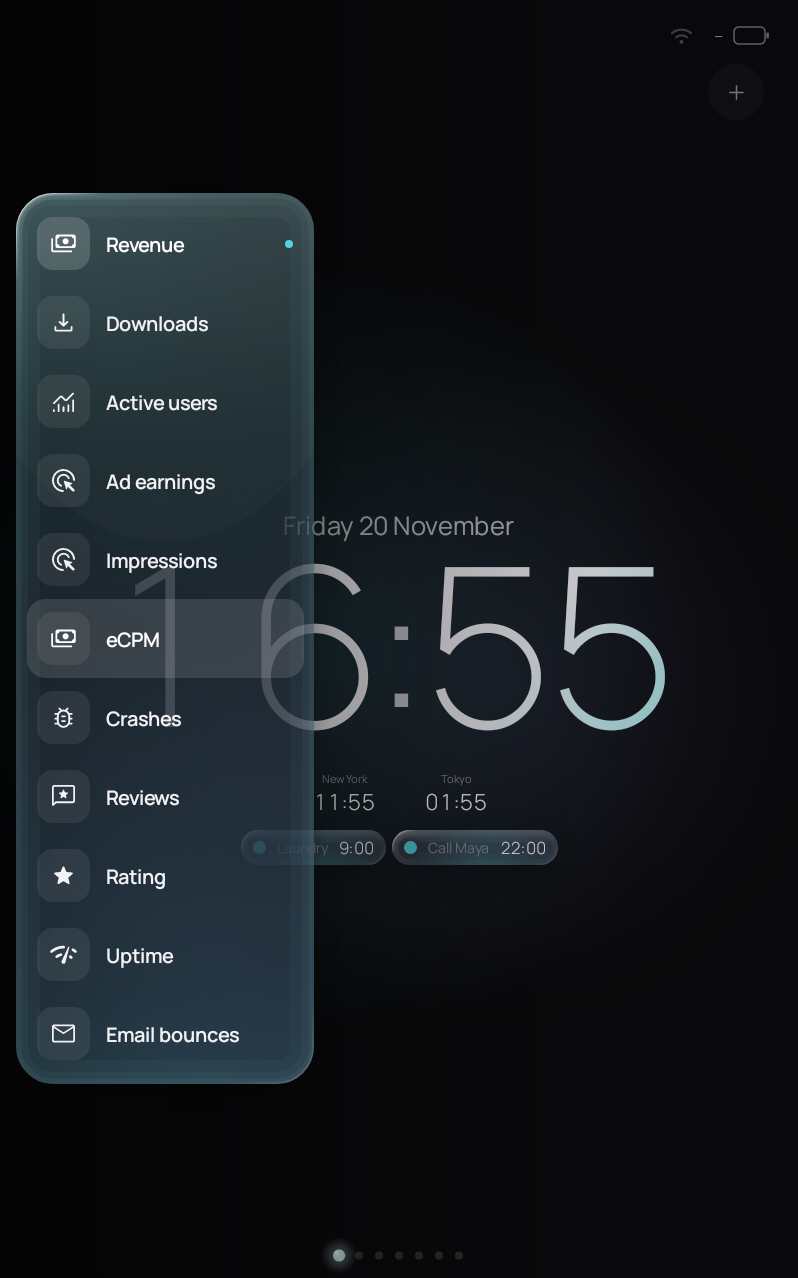 –
+
Revenue
Downloads
Active users
Ad earnings
Friday 20 November
Impressions
16:55
eCPM
Crashes
New York Tokyo
11:55 01:55
Reviews
Laundry 9:00 Call Maya 22:00
Rating
Uptime
Email bounces